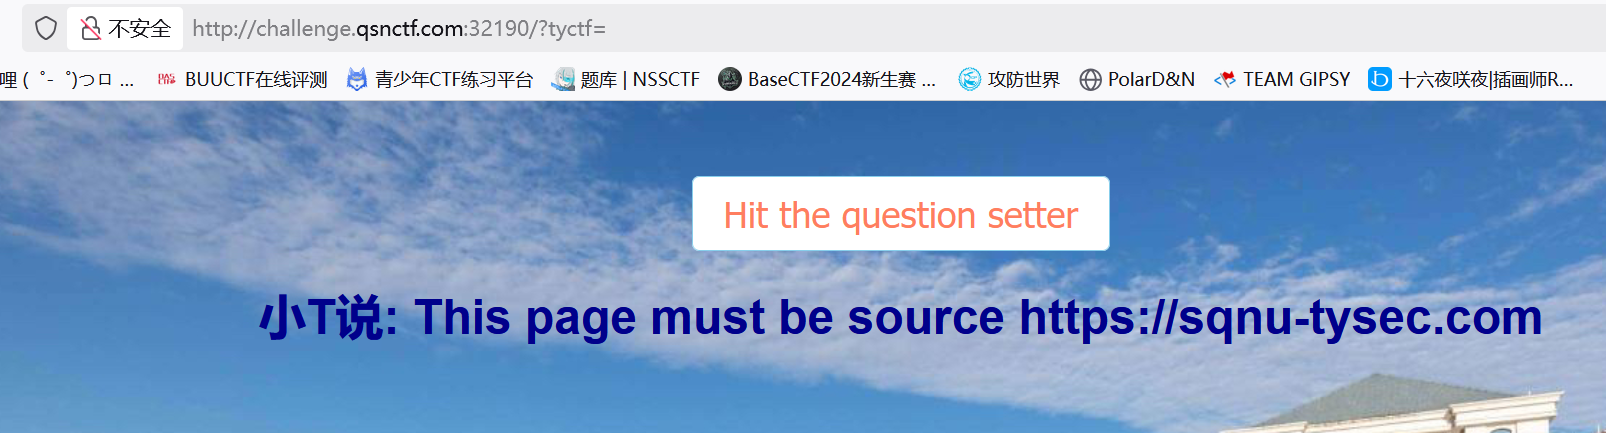 不安全 http://challenge.qsnctf.com:32190/?tyctf=
哩 ( ゜- ゜)つロ ... BUUCTF在线评测 青少年CTF练习平台 题库 | NSSCTF BaseCTF2024新生赛 ... 攻防世界 PolarD&N TEAM GIPSY 十六夜咲夜|插画师R...
Hit the question setter
小T说: This page must be source https://sqnu-tysec.com